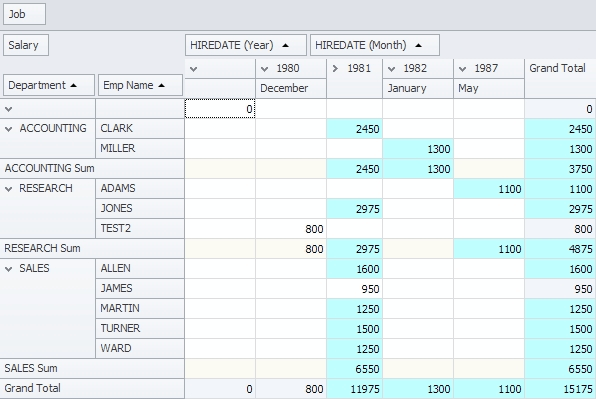 Job
Salary HIREDATE (Year) HIREDATE (Month)
1980 1981 1982 1987 Grand Total
Department Emp Name December January May
0 0
ACCOUNTING CLARK 2450 2450
MILLER 1300 1300
ACCOUNTING Sum 2450 1300 3750
RESEARCH ADAMS 1100 1100
JONES 2975 2975
TEST2 800 800
RESEARCH Sum 800 2975 1100 4875
SALES ALLEN 1600 1600
JAMES 950 950
MARTIN 1250 1250
TURNER 1500 1500
WARD 1250 1250
SALES Sum 6550 6550
Grand Total 0 800 11975 1300 1100 15175